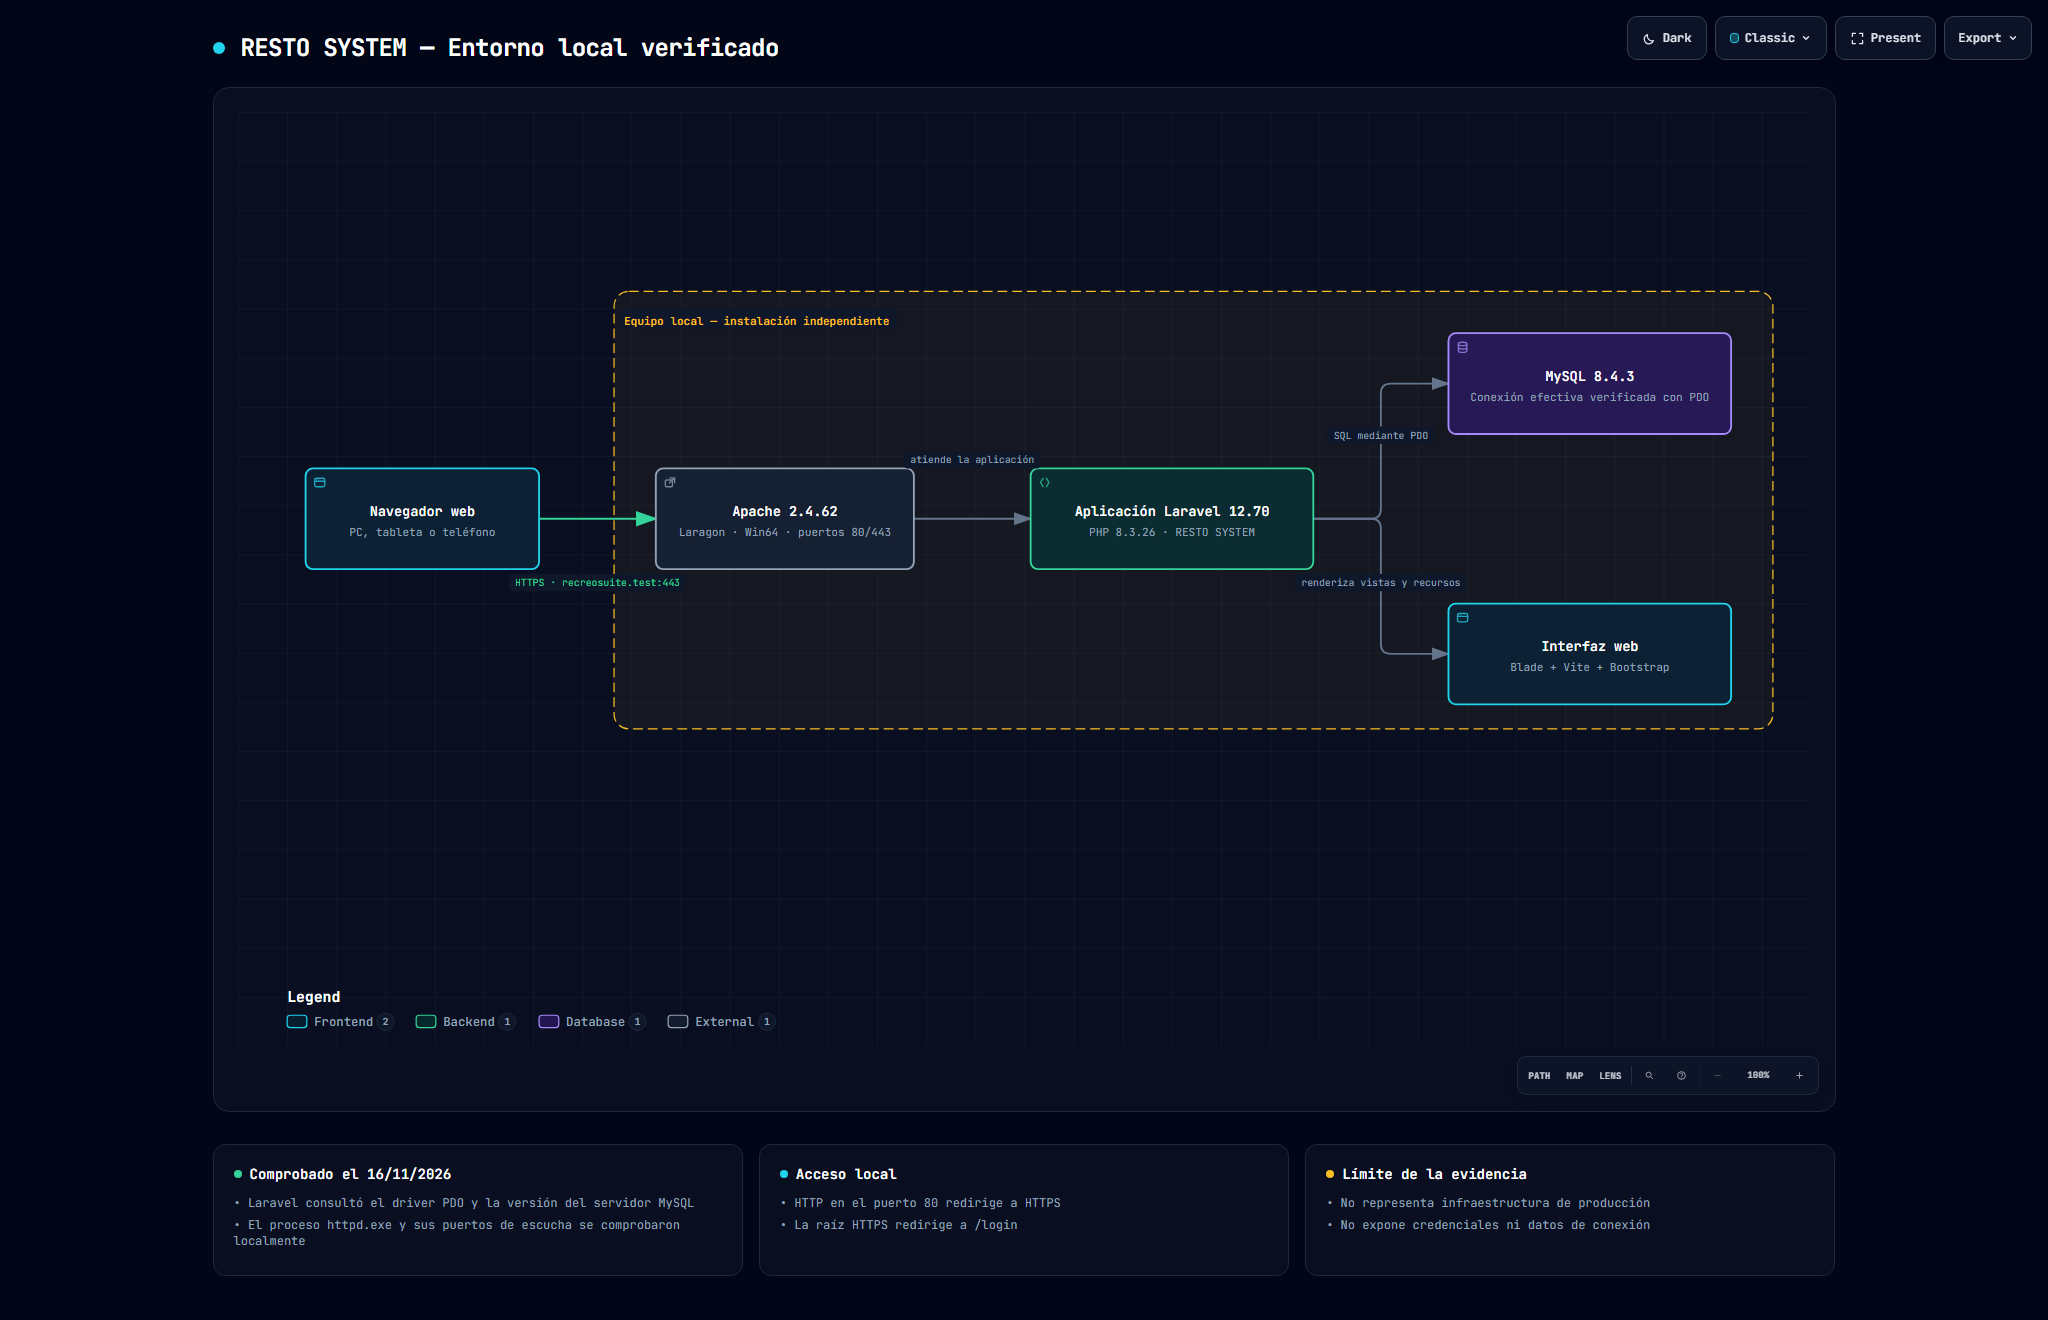 RESTO SYSTEM — Entorno local verificado
Dark
Classic
Present
Export
Equipo local — instalación independiente
MySQL 8.4.3
Conexión efectiva verificada con PDO
SQL mediante PDO
atiende la aplicación
Navegador web
PC, tableta o teléfono
Apache 2.4.62
Laragon · Win64 · puertos 80/443
Aplicación Laravel 12.70
PHP 8.3.26 · RESTO SYSTEM
HTTPS · recreosuite.test:443
renderiza vistas y recursos
Interfaz web
Blade + Vite + Bootstrap
Legend
Frontend 2
Backend 1
Database 1
External 1
PATH MAP LENS 100%
Comprobado el 16/11/2026
• Laravel consultó el driver PDO y la versión del servidor MySQL
• El proceso httpd.exe y sus puertos de escucha se comprobaron
localmente
Acceso local
• HTTP en el puerto 80 redirige a HTTPS
• La raíz HTTPS redirige a /login
Límite de la evidencia
• No representa infraestructura de producción
• No expone credenciales ni datos de conexión